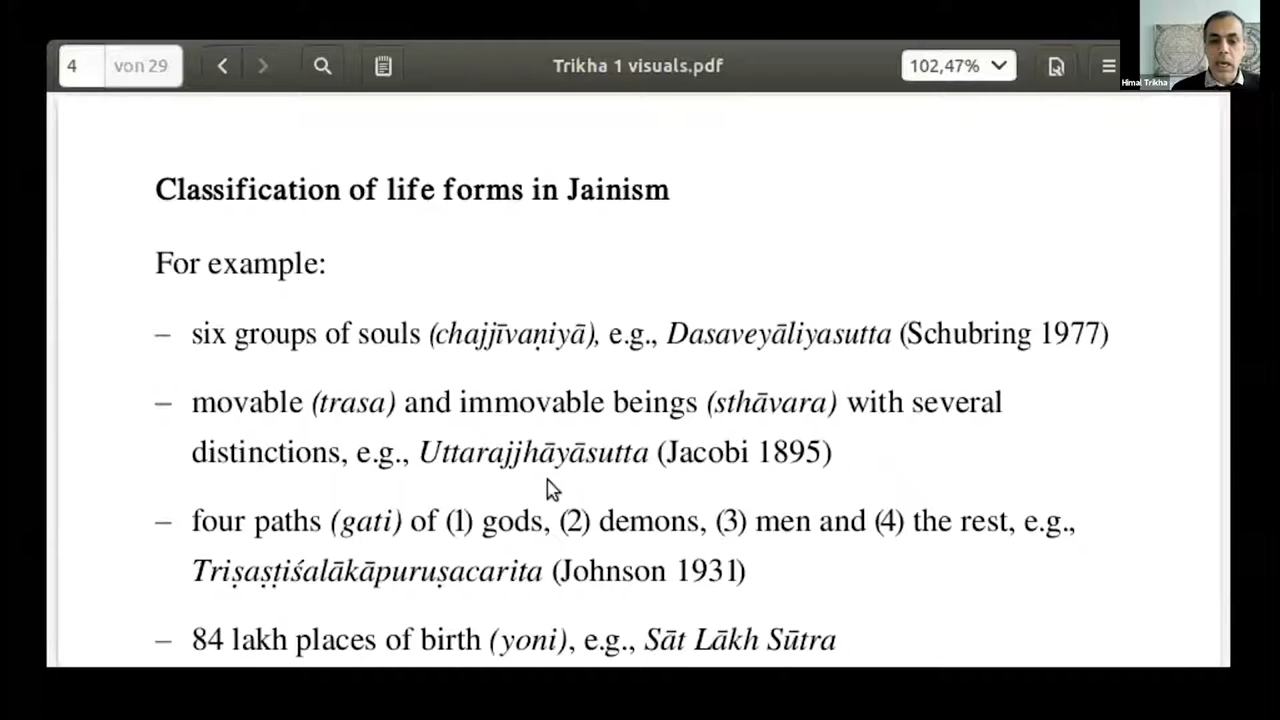 4 von 29 Trikha 1 visuals.pdf 102,47%
Himal Trikha
Classification of life forms in Jainism
For example:
– six groups of souls (chajjīvaṇiyā), e.g., Dasaveyāliyasutta (Schubring 1977)
– movable (trasa) and immovable beings (sthāvara) with several
distinctions, e.g., Uttarajjhāyāsutta (Jacobi 1895)
– four paths (gati) of (1) gods, (2) demons, (3) men and (4) the rest, e.g.,
Triṣaṣṭiśalākāpuruṣacarita (Johnson 1931)
– 84 lakh places of birth (yoni), e.g., Sāt Lākh Sūtra